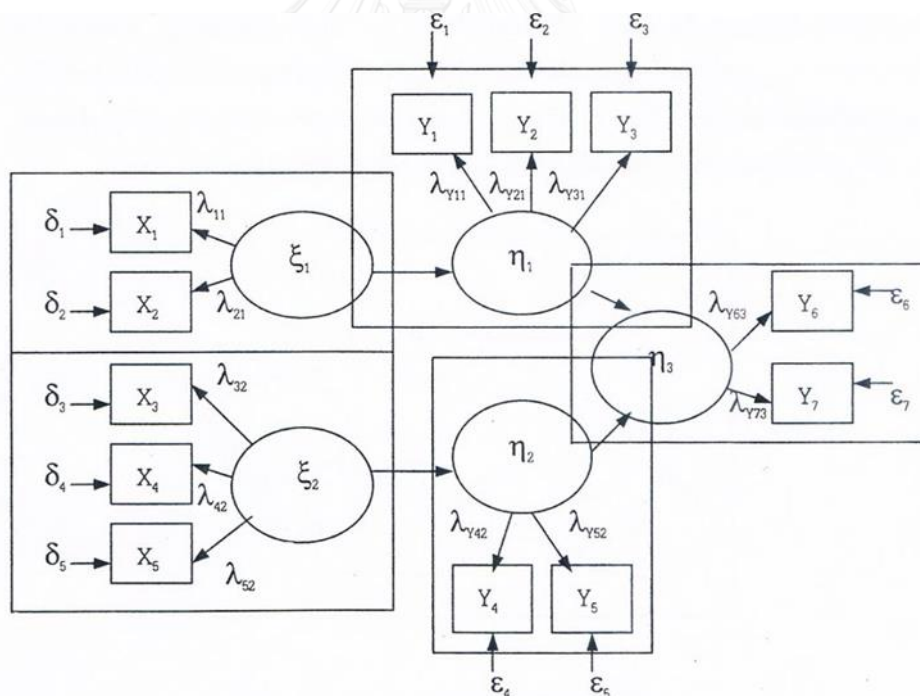 ε₁ ε₂ ε₃
Y₁ Y₂ Y₃
λY11 λY21 λY31
δ₁ X₁ λ₁₁
ξ₁ η₁
δ₂ X₂ λ₂₁
λY63 Y₆ ε₆
η₃
δ₃ X₃ λ₃₂
λY73 Y₇ ε₇
δ₄ X₄ λ₄₂
ξ₂ η₂
λY42 λY52
δ₅ X₅ λ₅₂
Y₄ Y₅
ε₄ ε₅